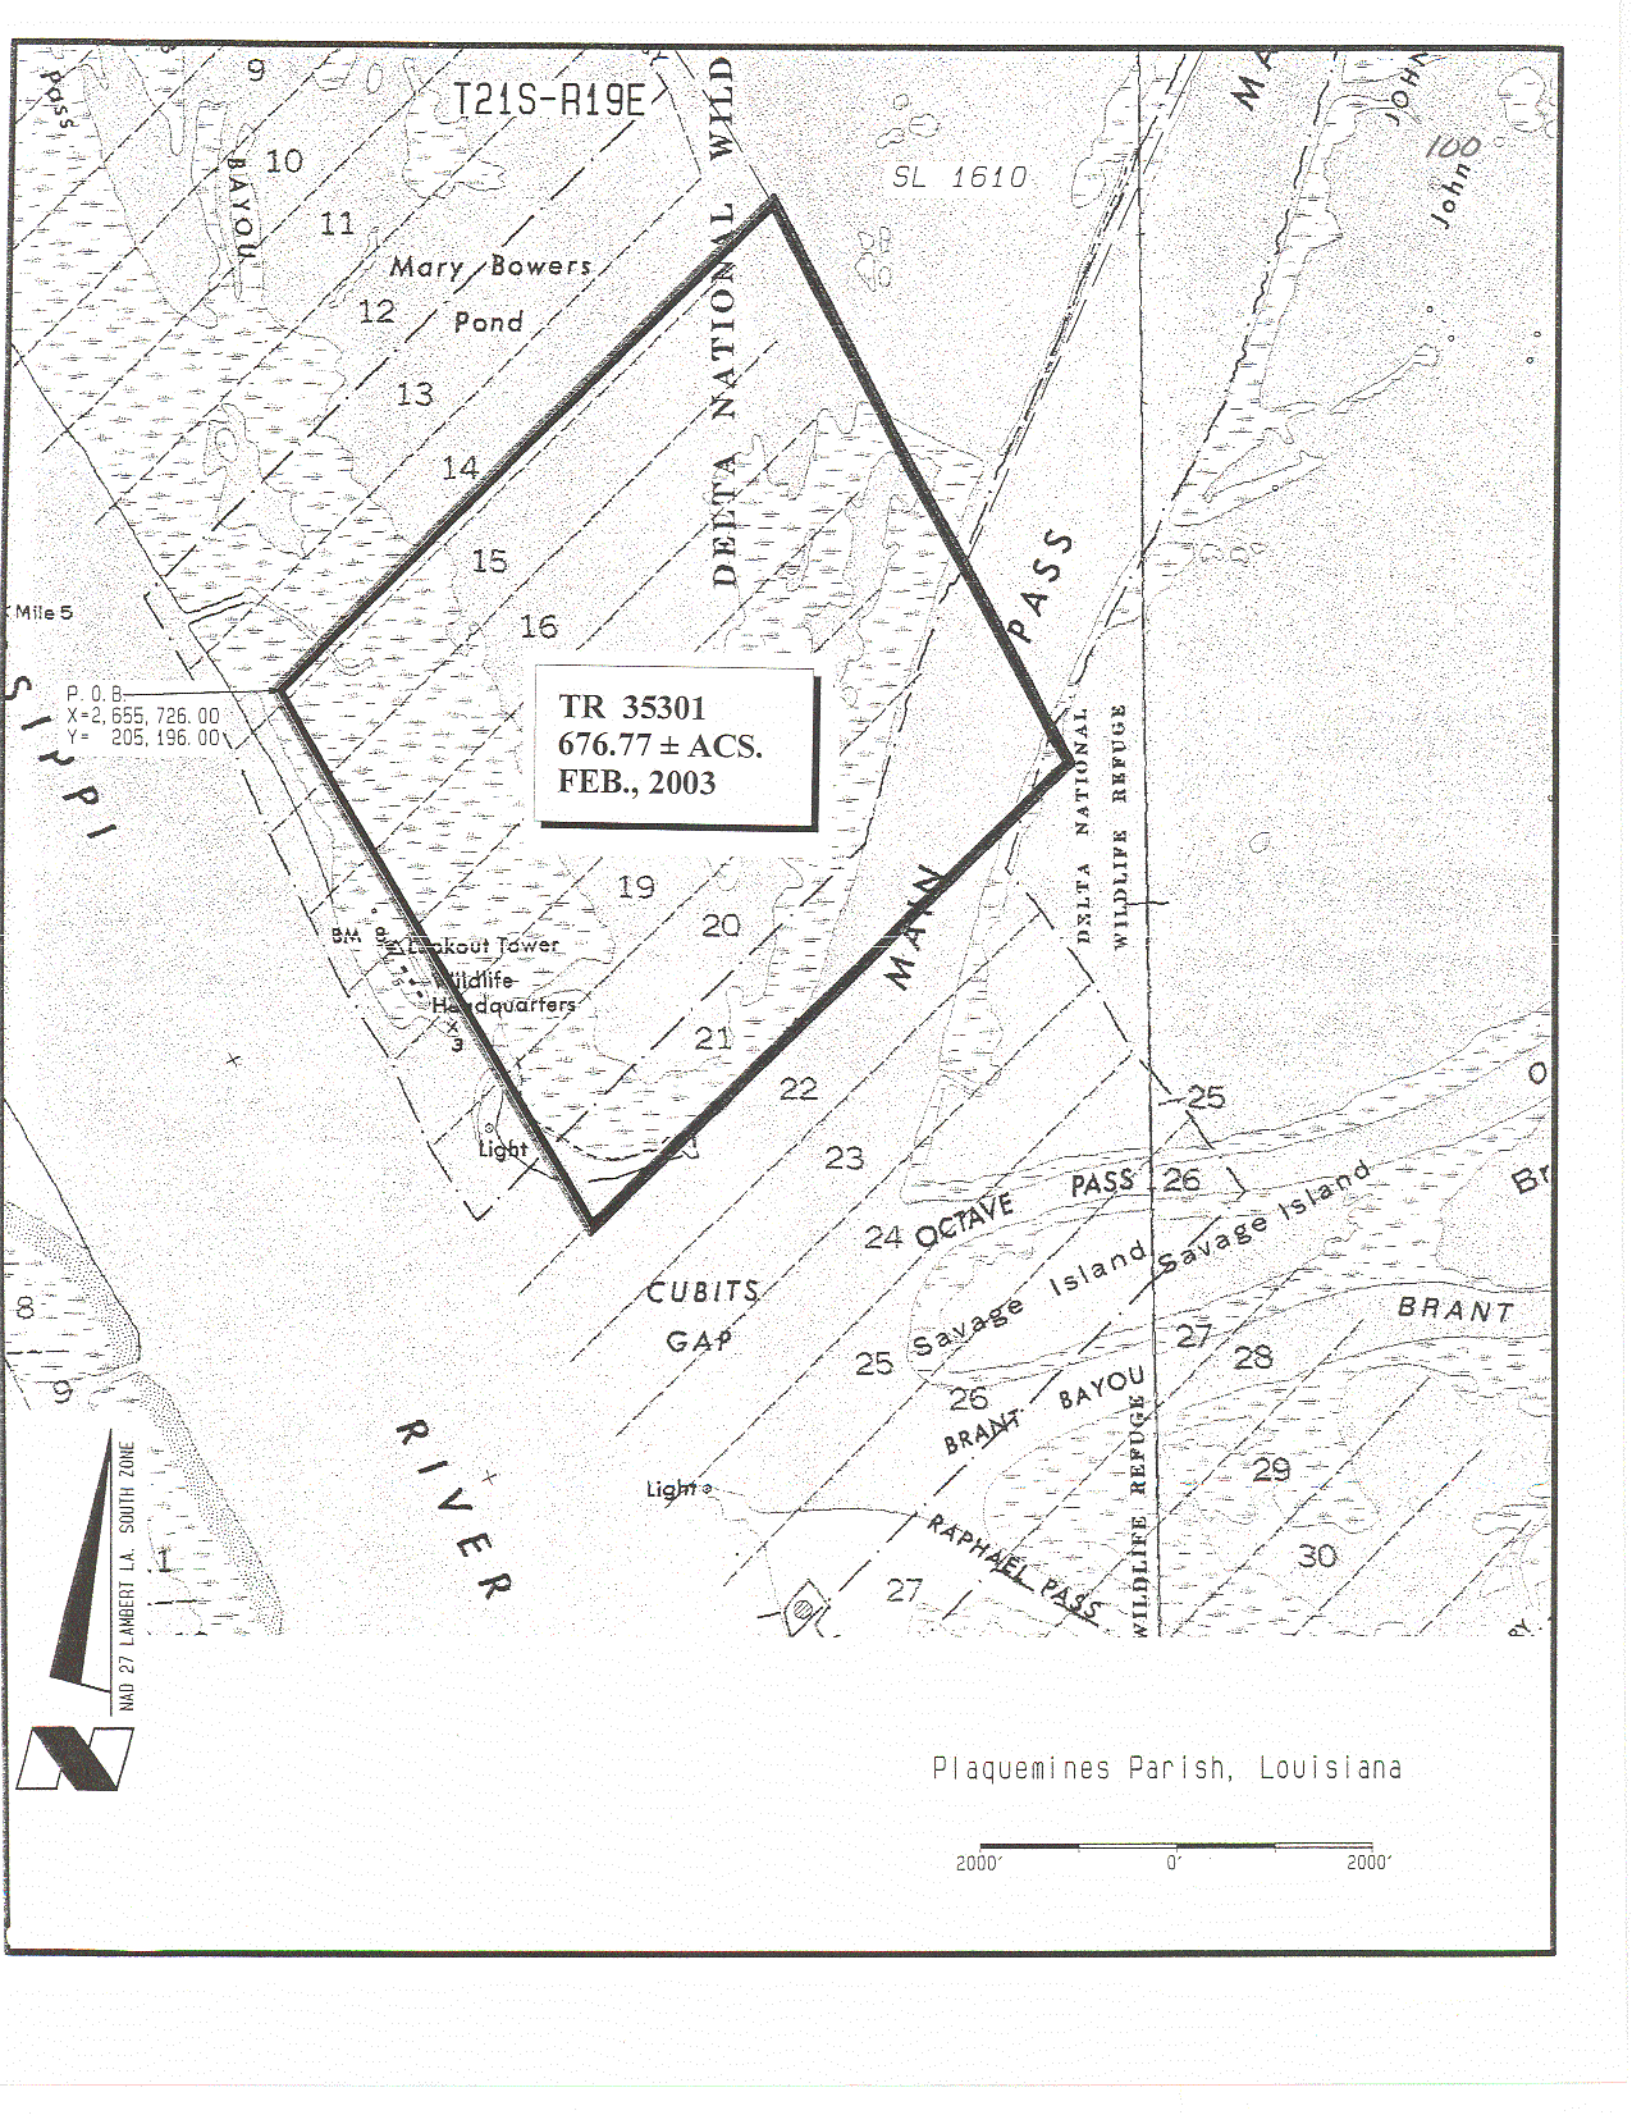 9
Pass
T21S-R19E
10
BAYOU
11
SL 1610
100
John
JOHN
MA
DELTA NATIONAL WILD
Mary Bowers
Pond
12
13
14
15
16
Mile 5
P.O.B.
X=2,655,726.00
Y= 205,196.00
SIPPI
TR 35301
676.77 ± ACS.
FEB., 2003
PASS
MAIN
DELTA NATIONAL
WILDLIFE REFUGE
19
20
BM 9
Lookout Tower
Wildlife
Headquarters
3
21
22
Light
23
25
24
OCTAVE PASS
26
Savage Island
Savage Island
Br
O
CUBITS
GAP
8
9
25
26
27
28
BRANT
BRANT BAYOU
WILDLIFE REFUGE
RIVER
Light
29
30
RAPHAEL PASS
27
1
NAD 27 LAMBERT LA. SOUTH ZONE
N
Plaquemines Parish, Louisiana
2000' 0' 2000'